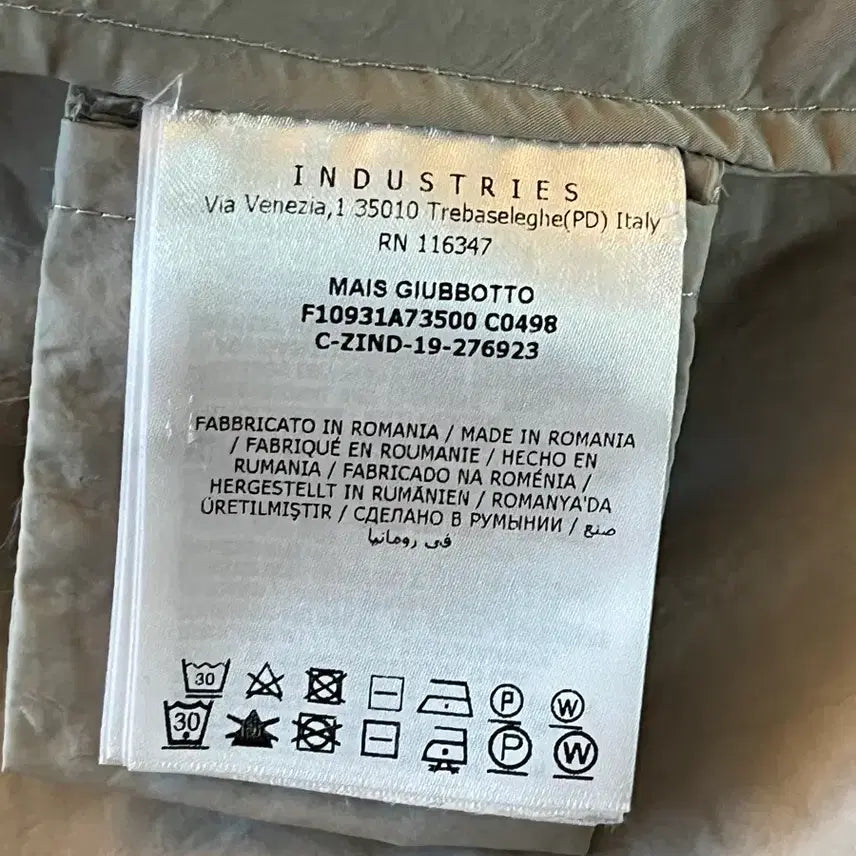 INDUSTRIES
Via Venezia,1 35010 Trebaseleghe(PD) Italy
RN 116347
MAIS GIUBBOTTO
F10931A73500 C0498
C-ZIND-19-276923
FABBRICATO IN ROMANIA / MADE IN ROMANIA
/ FABRIQUÉ EN ROUMANIE / HECHO EN
RUMANIA / FABRICADO NA ROMÉNIA /
HERGESTELLT IN RUMÄNIEN / ROMANYA'DA
ÜRETILMIŞTIR / СДЕЛАНО В РУМЫНИИ / صنع
في رومانيا
30 P W
30 P W